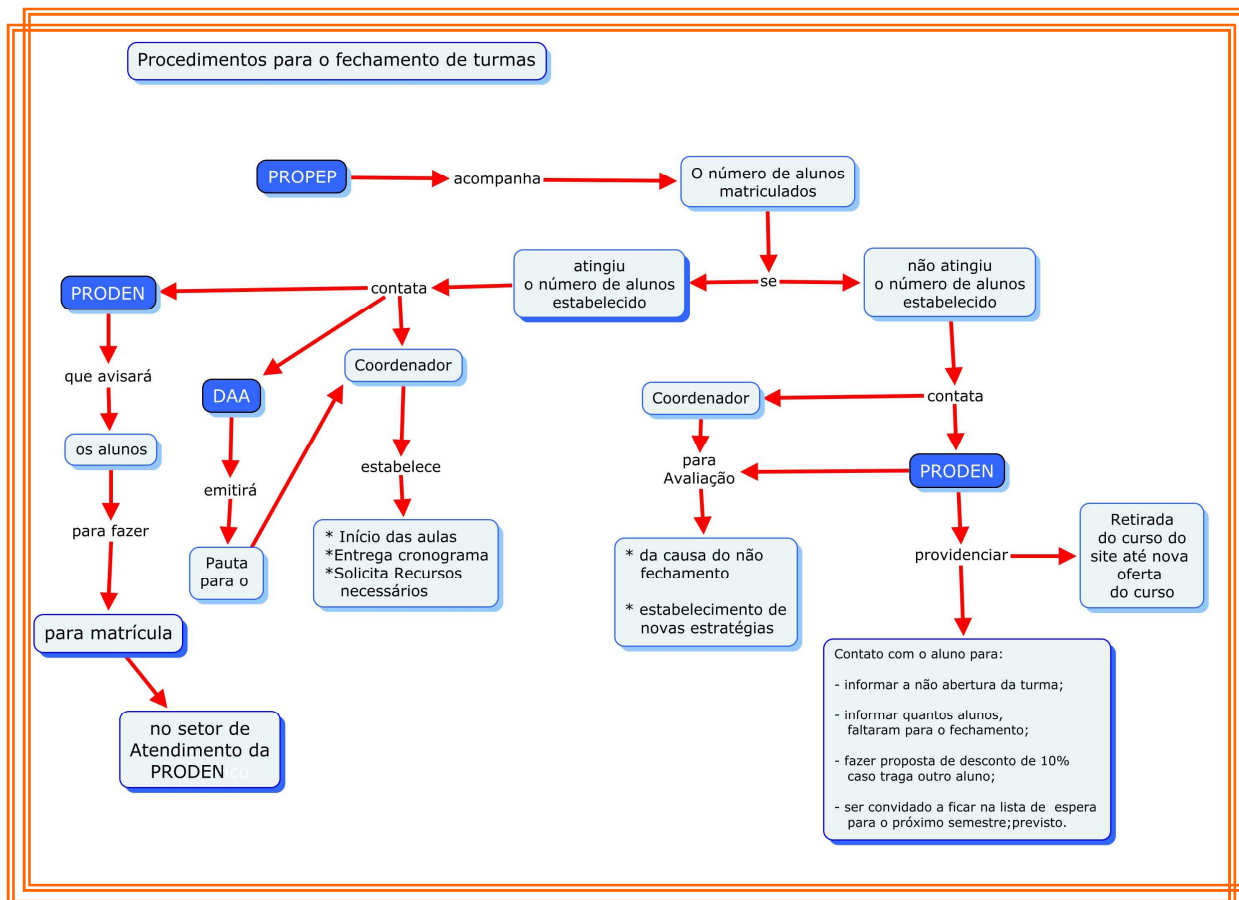 Procedimentos para o fechamento de turmas
PROPEP
acompanha
O número de alunos
matriculados
se
atingiu
o número de alunos
estabelecido
não atingiu
o número de alunos
estabelecido
contata
PRODEN
que avisará
os alunos
para fazer
para matrícula
no setor de
Atendimento da
PRODENico
DAA
emitirá
Pauta
para o
Coordenador
estabelece
* Início das aulas
*Entrega cronograma
*Solicita Recursos
necessários
contata
Coordenador
para
Avaliação
* da causa do não
fechamento
* estabelecimento de
novas estratégias
PRODEN
providenciar
Retirada
do curso do
site até nova
oferta
do curso
Contato com o aluno para:
- informar a não abertura da turma;
- informar quantos alunos,
faltaram para o fechamento;
- fazer proposta de desconto de 10%
caso traga outro aluno;
- ser convidado a ficar na lista de espera
para o próximo semestre;previsto.